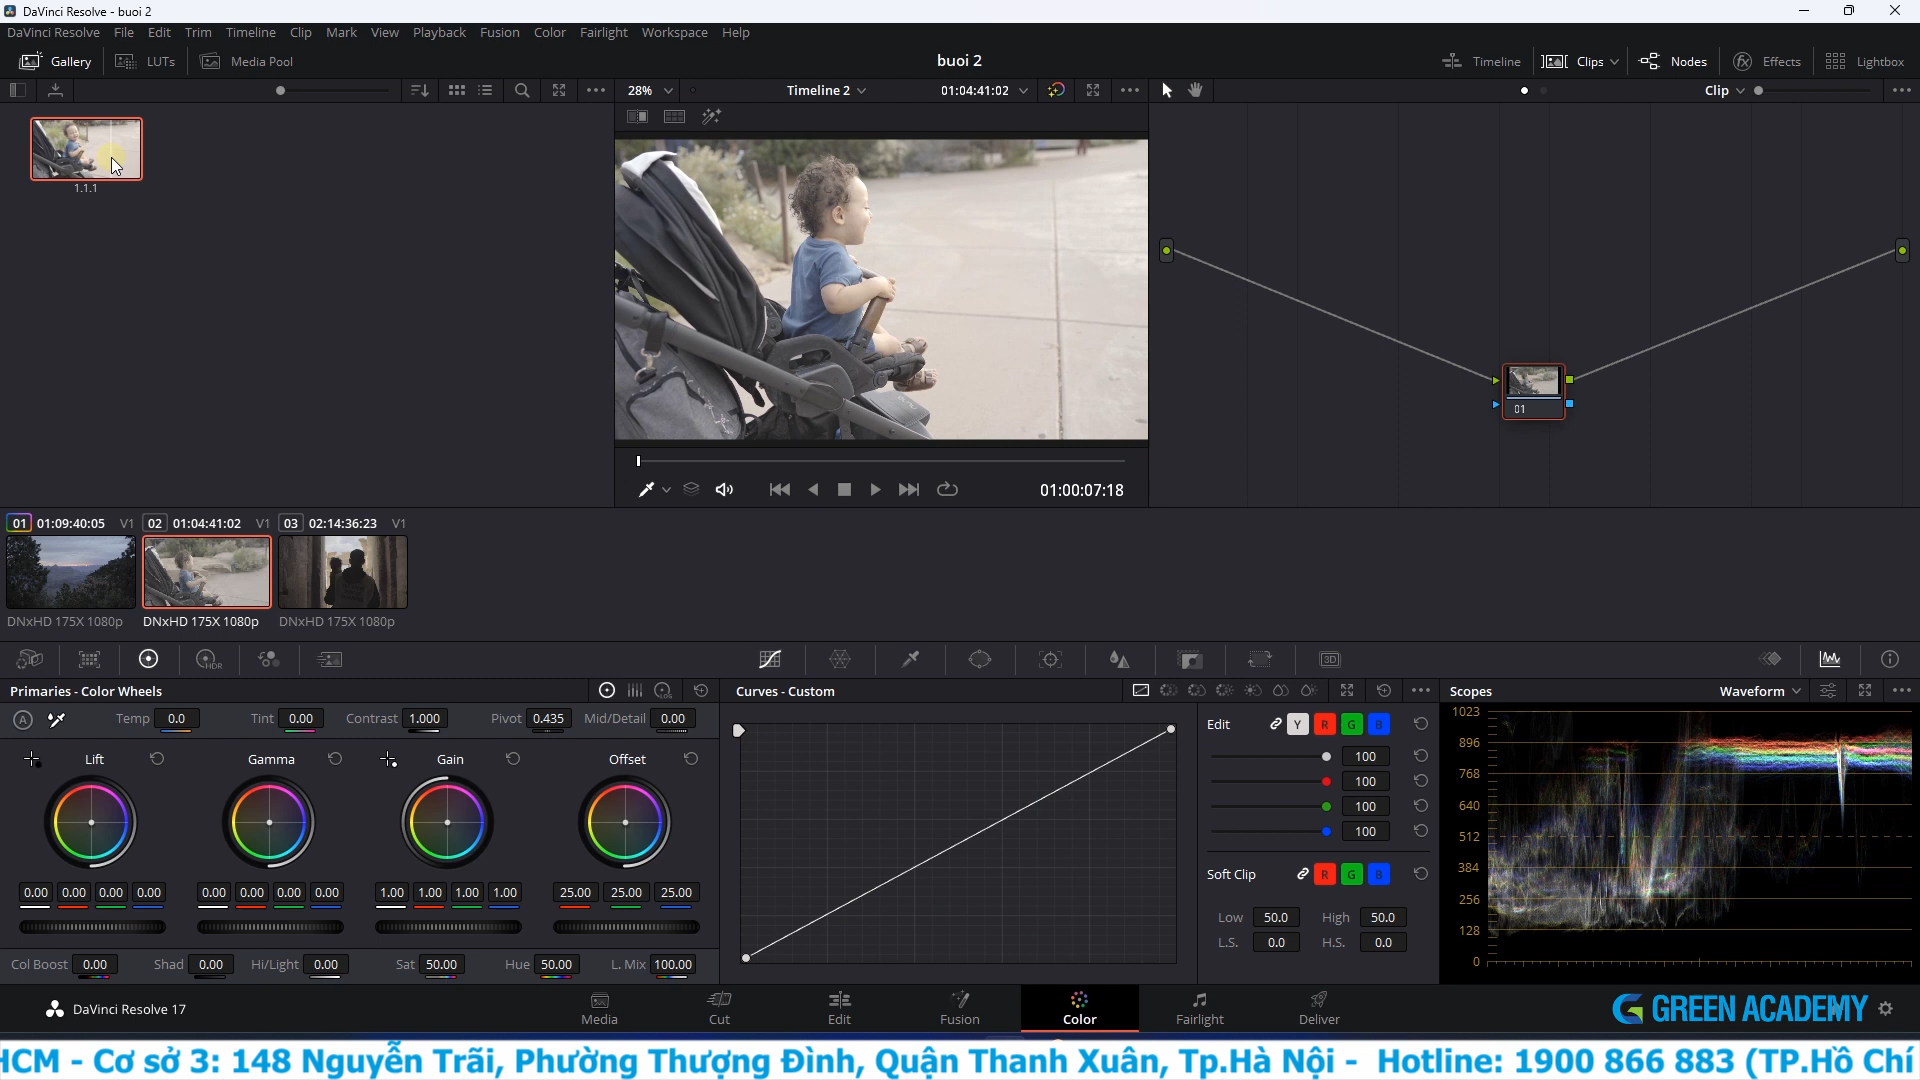 DaVinci Resolve - buoi 2
DaVinci Resolve File Edit Trim Timeline Clip Mark View Playback Fusion Color Fairlight Workspace Help
Gallery LUTs Media Pool buoi 2 Timeline Clips Nodes Effects Lightbox
28% Timeline 2 01:04:41:02 Clip
1.1.1
01
01:00:07:18
01 01:09:40:05 V1 02 01:04:41:02 V1 03 02:14:36:23 V1
DNxHD 175X 1080p DNxHD 175X 1080p DNxHD 175X 1080p
HDR 3D
Primaries - Color Wheels LOG Curves - Custom Scopes Waveform
A Temp 0.0 Tint 0.00 Contrast 1.000 Pivot 0.435 Mid/Detail 0.00
Lift Gamma Gain Offset
0.00 0.00 0.00 0.00 0.00 0.00 0.00 0.00 1.00 1.00 1.00 1.00 25.00 25.00 25.00
Col Boost 0.00 Shad 0.00 Hi/Light 0.00 Sat 50.00 Hue 50.00 L. Mix 100.00
Edit Y R G B
100
100
100
100
Soft Clip R G B
Low 50.0 High 50.0
L.S. 0.0 H.S. 0.0
1023
896
768
640
512
384
256
128
0
DaVinci Resolve 17 Media Cut Edit Fusion Color Fairlight Deliver GREEN ACADEMY
HCM - Cơ sở 3: 148 Nguyễn Trãi, Phường Thượng Đình, Quận Thanh Xuân, Tp.Hà Nội - Hotline: 1900 866 883 (TP.Hồ Chí